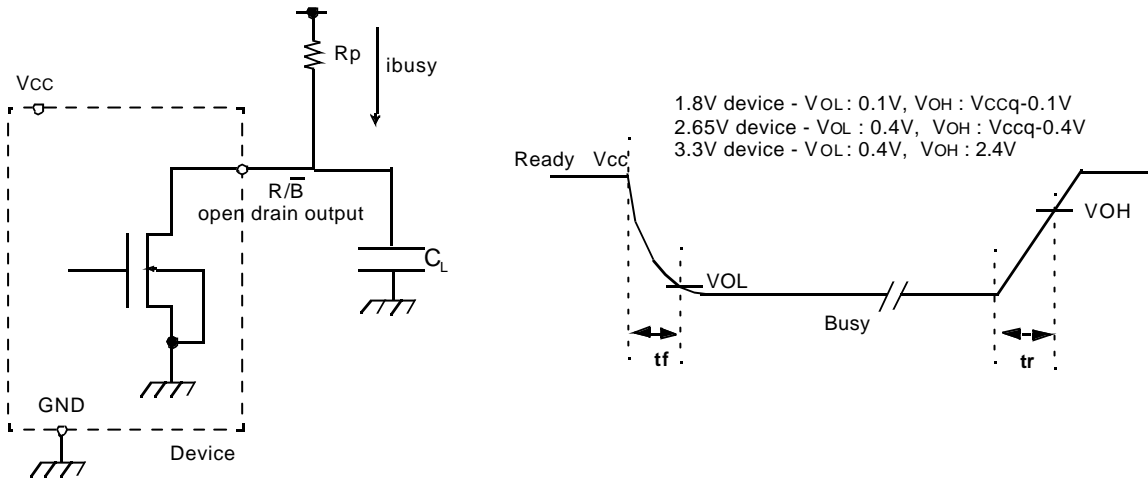 Rp
ibusy
VCC
R/B̅
open drain output
CL
GND
Device
1.8V device - VOL : 0.1V, VOH : VCCq-0.1V
2.65V device - VOL : 0.4V, VOH : Vccq-0.4V
3.3V device - VOL : 0.4V, VOH : 2.4V
Ready Vcc
VOH
VOL
Busy
tf
tr